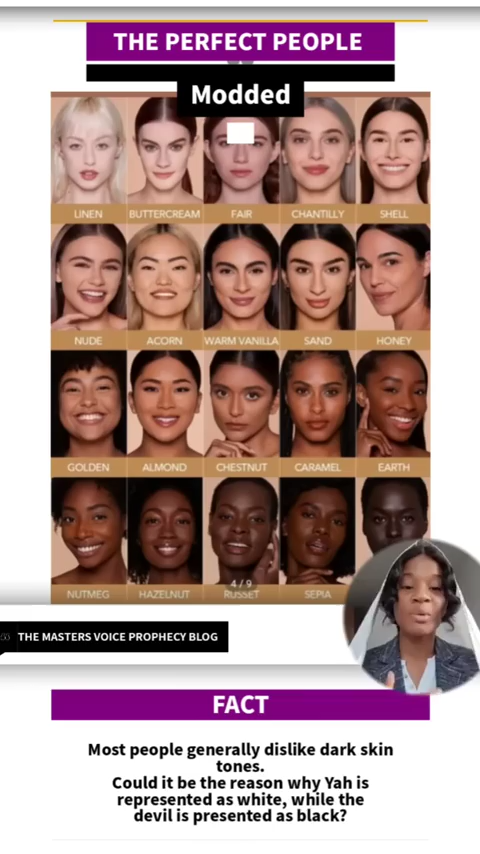 THE PERFECT PEOPLE
Modded
LINEN BUTTERCREAM FAIR CHANTILLY SHELL
NUDE ACORN WARM VANILLA SAND HONEY
GOLDEN ALMOND CHESTNUT CARAMEL EARTH
4/9
NUTMEG HAZELNUT RUSSET SEPIA
THE MASTERS VOICE PROPHECY BLOG
FACT
Most people generally dislike dark skin
tones.
Could it be the reason why Yah is
represented as white, while the
devil is presented as black?